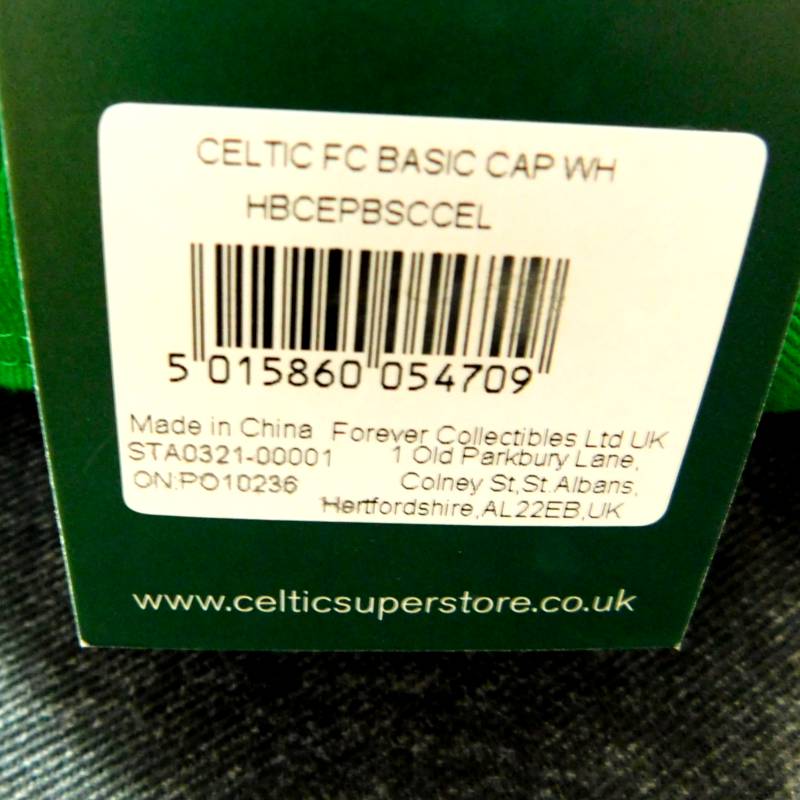 CELTIC FC BASIC CAP WH
HBCEPBSCCEL
5 015860 054709
Made in China Forever Collectibles Ltd UK
STA0321-00001 1 Old Parkbury Lane,
ON:PO10236 Colney St,St.Albans,
Hertfordshire,AL22EB,UK
www.celticsuperstore.co.uk